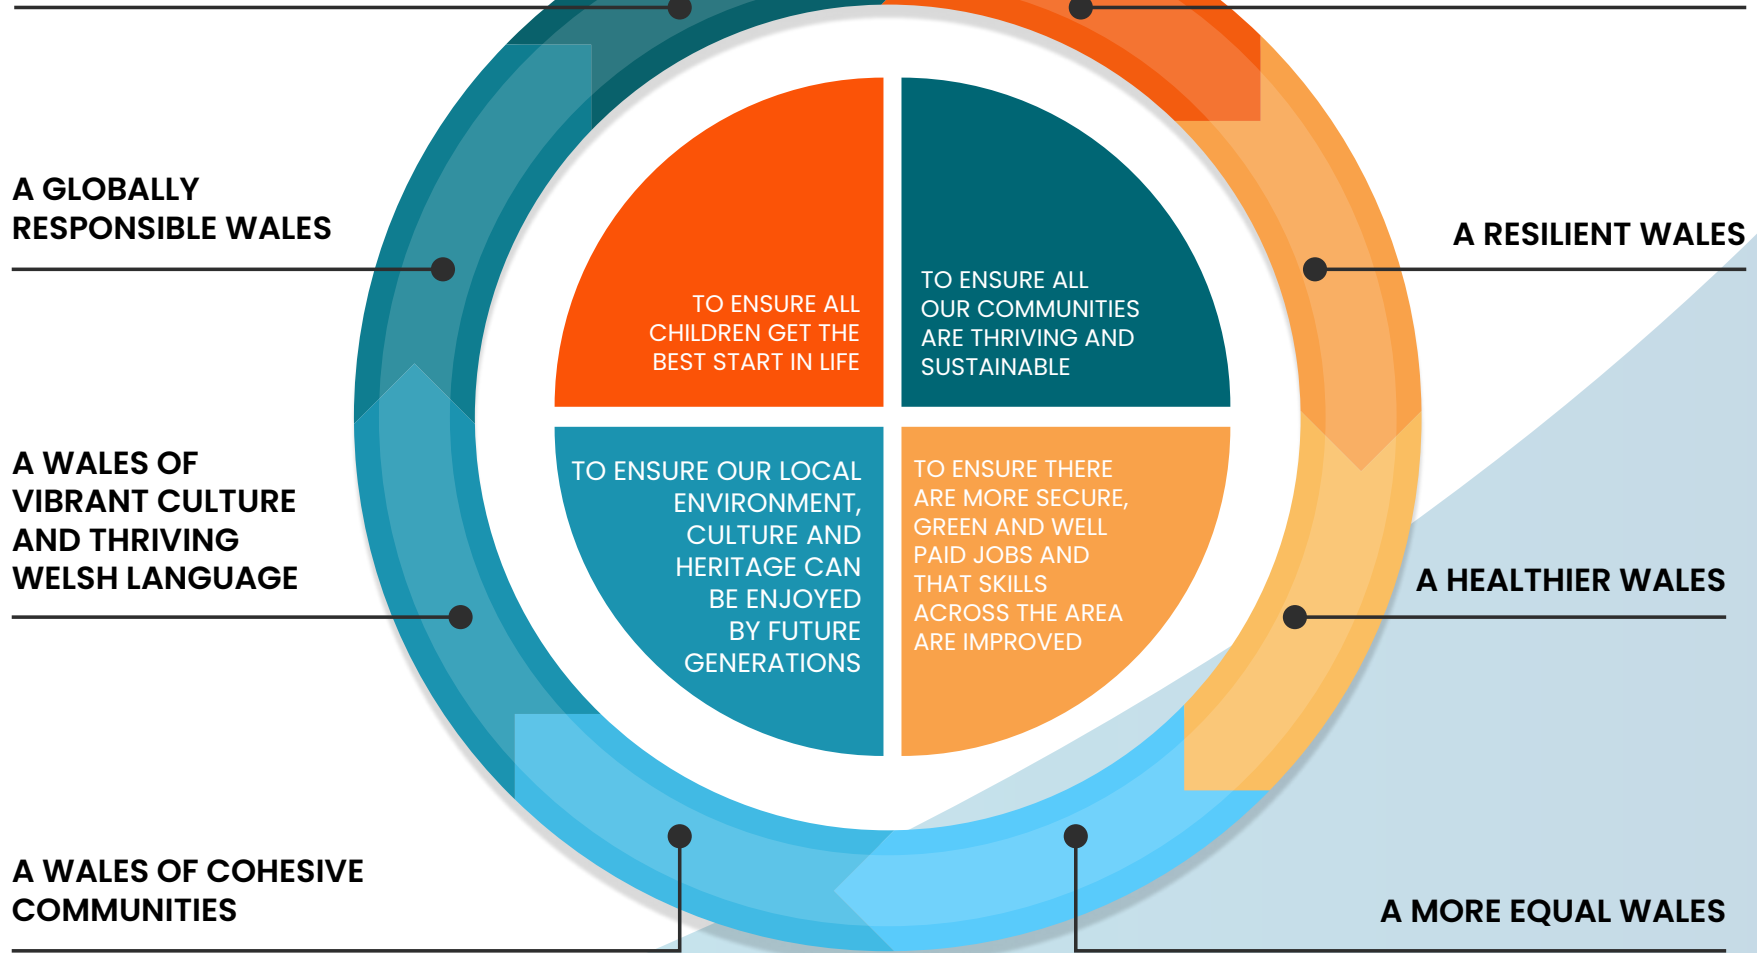 A GLOBALLY
RESPONSIBLE WALES
A RESILIENT WALES
TO ENSURE ALL
CHILDREN GET THE
BEST START IN LIFE
TO ENSURE ALL
OUR COMMUNITIES
ARE THRIVING AND
SUSTAINABLE
A WALES OF
VIBRANT CULTURE
AND THRIVING
WELSH LANGUAGE
TO ENSURE OUR LOCAL
ENVIRONMENT,
CULTURE AND
HERITAGE CAN
BE ENJOYED
BY FUTURE
GENERATIONS
TO ENSURE THERE
ARE MORE SECURE,
GREEN AND WELL
PAID JOBS AND
THAT SKILLS
ACROSS THE AREA
ARE IMPROVED
A HEALTHIER WALES
A WALES OF COHESIVE
COMMUNITIES
A MORE EQUAL WALES